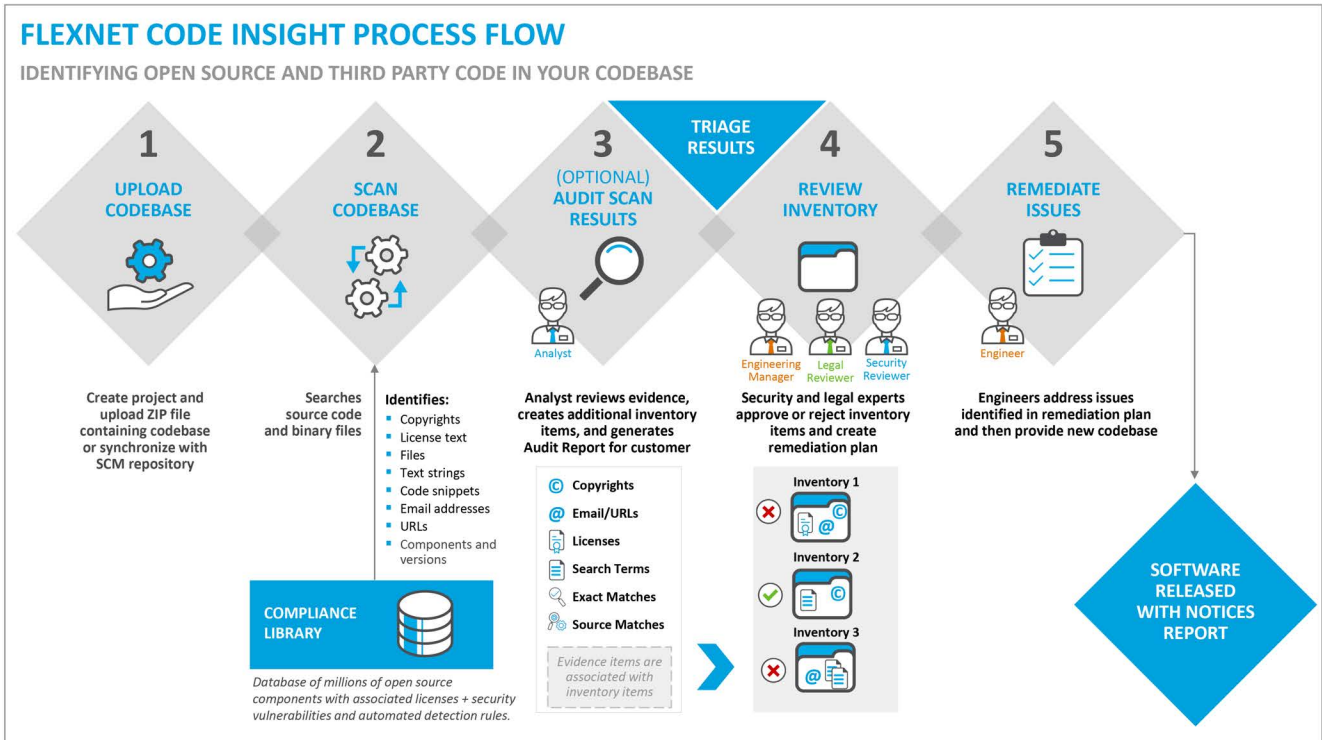 FLEXNET CODE INSIGHT PROCESS FLOW
IDENTIFYING OPEN SOURCE AND THIRD PARTY CODE IN YOUR CODEBASE
1
UPLOAD
CODEBASE
Create project and
upload ZIP file
containing codebase
or synchronize with
SCM repository
2
SCAN
CODEBASE
Searches
source code
and binary files
Identifies:
Copyrights
License text
Files
Text strings
Code snippets
Email addresses
URLs
Components and
versions
COMPLIANCE
LIBRARY
Database of millions of open source
components with associated licenses + security
vulnerabilities and automated detection rules.
3
(OPTIONAL)
AUDIT SCAN
RESULTS
Analyst
Analyst reviews evidence,
creates additional inventory
items, and generates
Audit Report for customer
© Copyrights
@ Email/URLs
Licenses
Search Terms
Exact Matches
Source Matches
Evidence items are
associated with
inventory items
TRIAGE
RESULTS
4
REVIEW
INVENTORY
Engineering
Manager
Legal
Reviewer
Security
Reviewer
Security and legal experts
approve or reject inventory
items and create
remediation plan
Inventory 1
©
@
Inventory 2
©
Inventory 3
@
5
REMEDIATE
ISSUES
Engineer
Engineers address issues
identified in remediation plan
and then provide new codebase
SOFTWARE
RELEASED
WITH NOTICES
REPORT